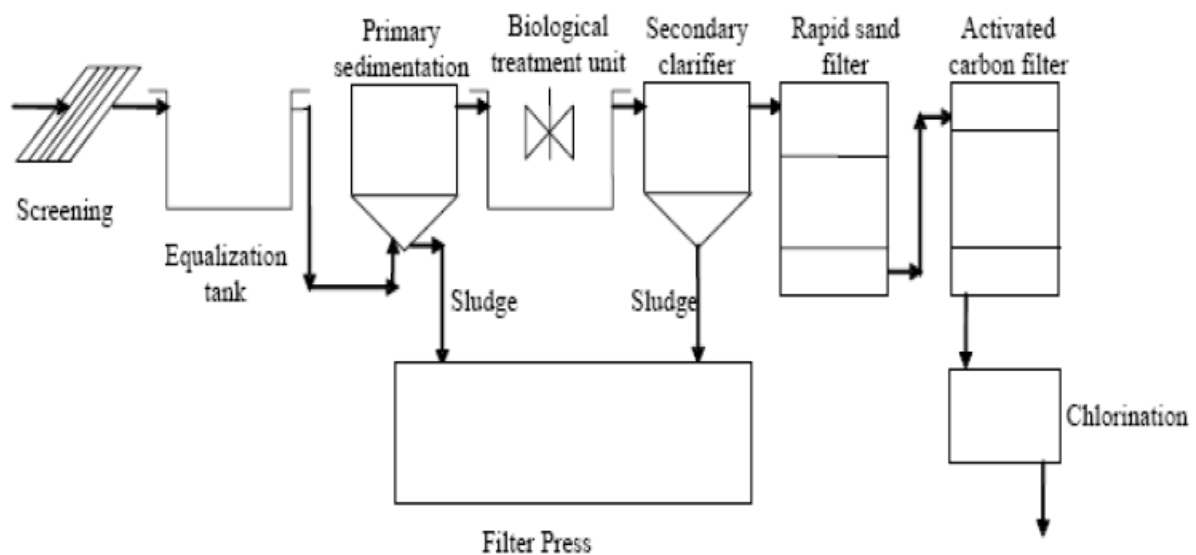 Primary
sedimentation
Biological
treatment unit
Secondary
clarifier
Rapid sand
filter
Activated
carbon filter
Screening
Equalization
tank
Sludge
Sludge
Chlorination
Filter Press